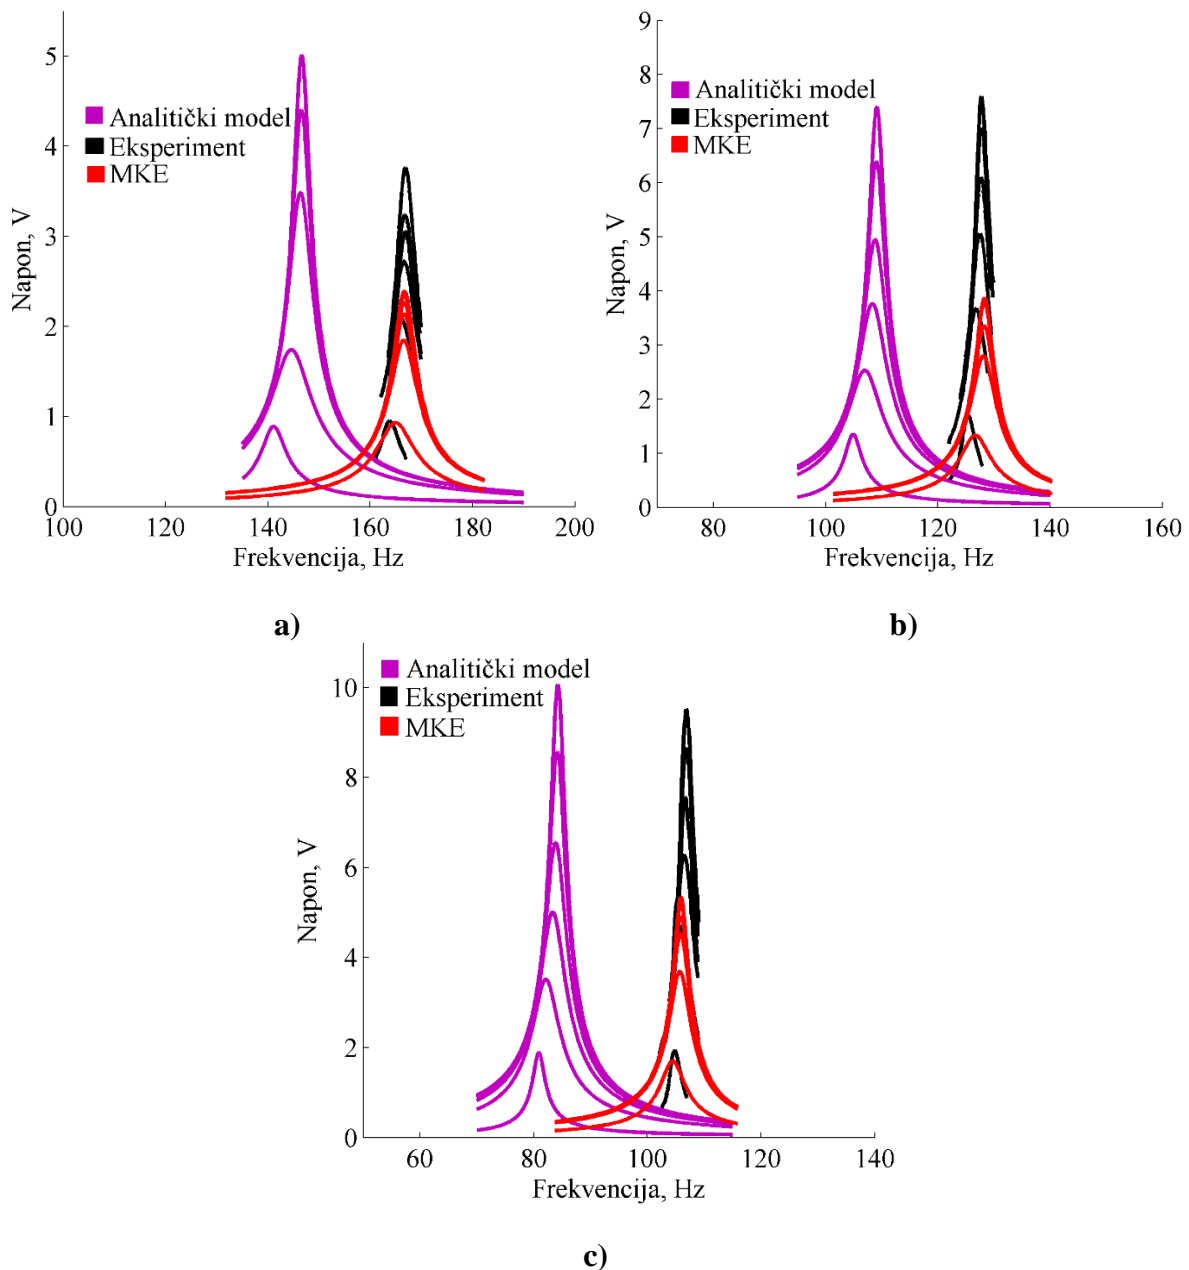 5
4
3
2
1
0
100
120
140
160
180
200
Napon, V
Frekvencija, Hz
Analitički model
Eksperiment
MKE
a)
9
8
7
6
5
4
3
2
1
0
80
100
120
140
160
Napon, V
Frekvencija, Hz
Analitički model
Eksperiment
MKE
b)
10
8
6
4
2
0
60
80
100
120
140
Napon, V
Frekvencija, Hz
Analitički model
Eksperiment
MKE
c)